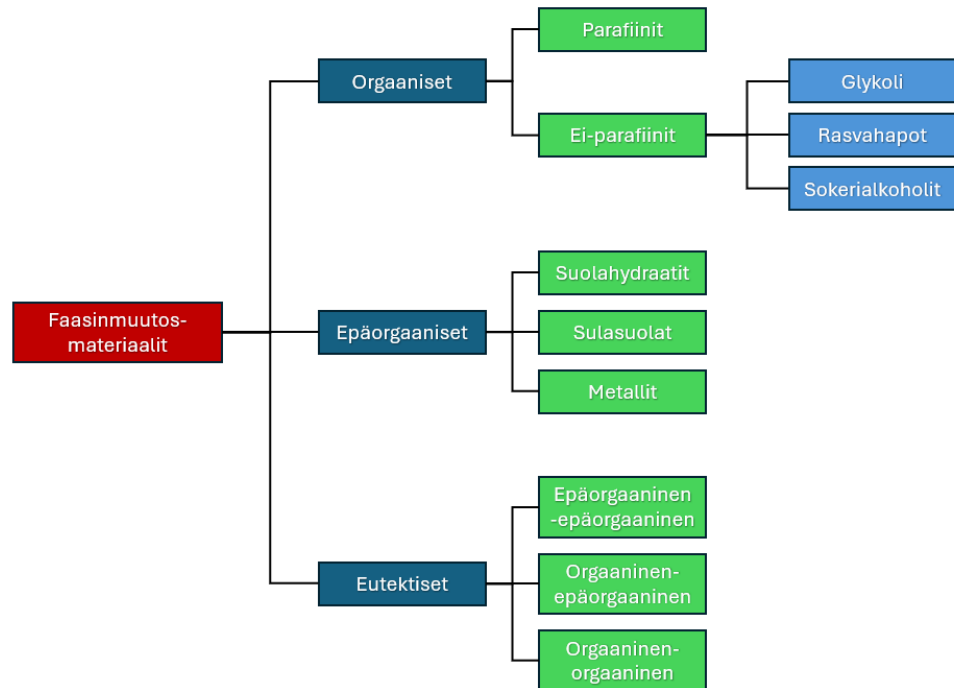 Parafiinit
Orgaaniset
Glykoli
Ei-parafiinit
Rasvahapot
Sokerialkoholit
Suolahydraatit
Faasinmuutos-
materiaalit
Epäorgaaniset
Sulasuolat
Metallit
Epäorgaaninen
-epäorgaaninen
Eutektiset
Orgaaninen-
epäorgaaninen
Orgaaninen-
orgaaninen